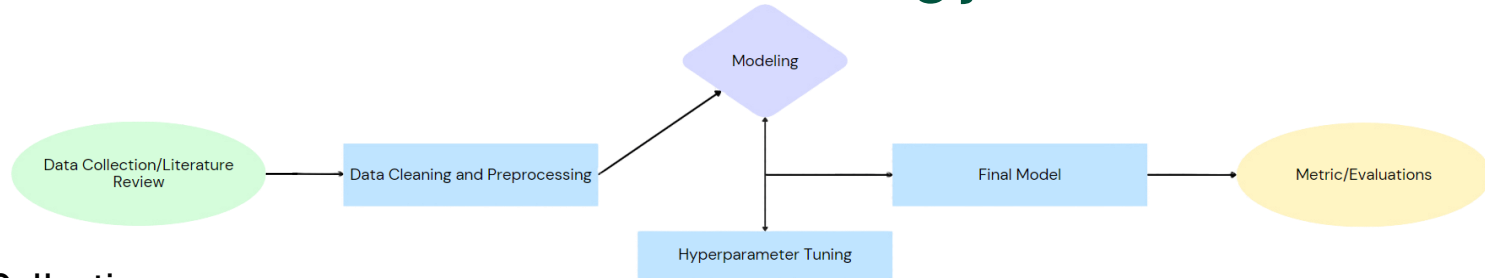 Modeling
Data Collection/Literature
Review
Data Cleaning and Preprocessing
Final Model
Metric/Evaluations
Hyperparameter Tuning